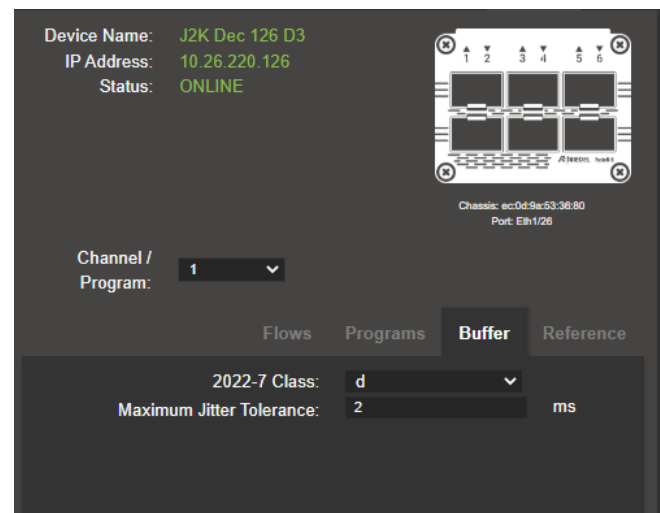 Device Name: J2K Dec 126 D3
IP Address: 10.26.220.126
Status: ONLINE
1 2 3 4 5 6
RIEDEL
Chassis: ec:0d:9a:53:36:80
Port: Eth1/26
Channel /
Program:
1
Flows Programs Buffer Reference
2022-7 Class: d
Maximum Jitter Tolerance: 2 ms